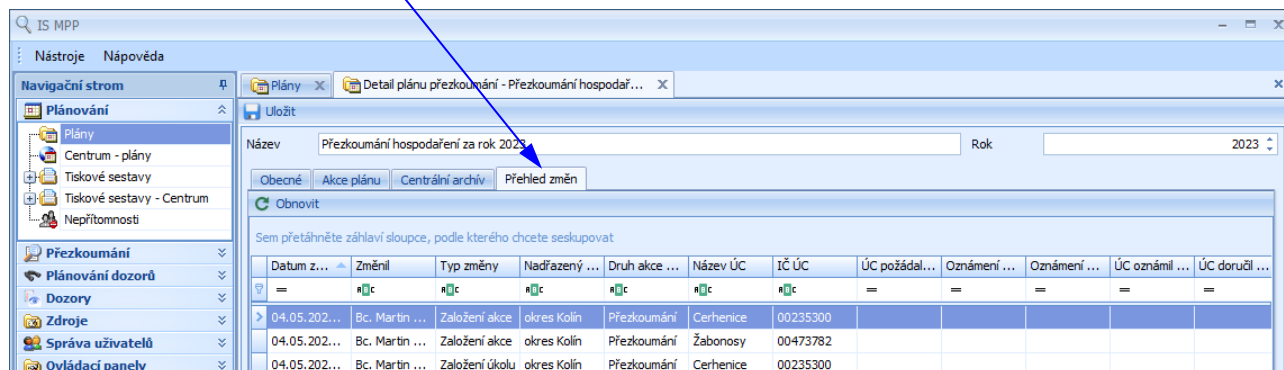 IS MPP
Nástroje Nápověda
Navigační strom
Plánování
Plány
Centrum - plány
Tiskové sestavy
Tiskové sestavy - Centrum
Nepřítomnosti
Přezkoumání
Plánování dozorů
Dozory
Zdroje
Správa uživatelů
Ovládací panely
Plány Detail plánu přezkoumání - Přezkoumání hospodař...
Uložit
Název Přezkoumání hospodaření za rok 2023 Rok 2023
Obecné Akce plánu Centrální archív Přehled změn
Obnovit
Sem přetáhněte záhlaví sloupce, podle kterého chcete seskupovat
Datum z... Změnil Typ změny Nadřazený ... Druh akce ... Název ÚC IČ ÚC ÚC požádal... Oznámení ... Oznámení ... ÚC oznámil ... ÚC doručil ...
= = = = = =
04.05.202... Bc. Martin ... Založení akce okres Kolín Přezkoumání Cerhenice 00235300
04.05.202... Bc. Martin ... Založení akce okres Kolín Přezkoumání Žabonosy 00473782
04.05.202... Bc. Martin ... Založení úkolu okres Kolín Přezkoumání Cerhenice 00235300